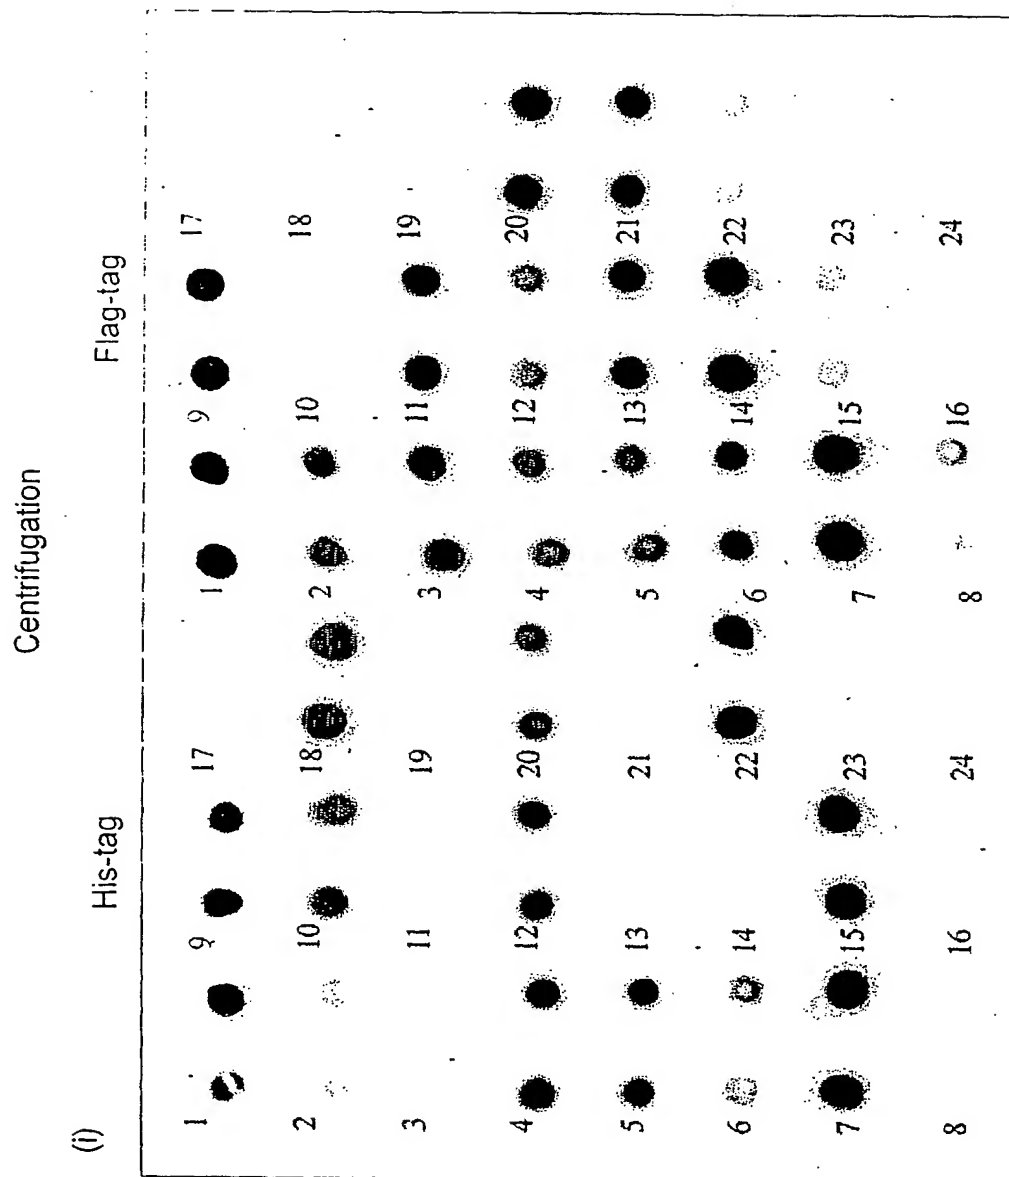 Centrifugation
(i) His-tag Flag-tag
1 9 17 1 9 17
2 10 18 2 10 18
3 11 19 3 11 19
4 12 20 4 12 20
5 13 21 5 13 21
6 14 22 6 14 22
7 15 23 7 15 23
8 16 24 8 16 24